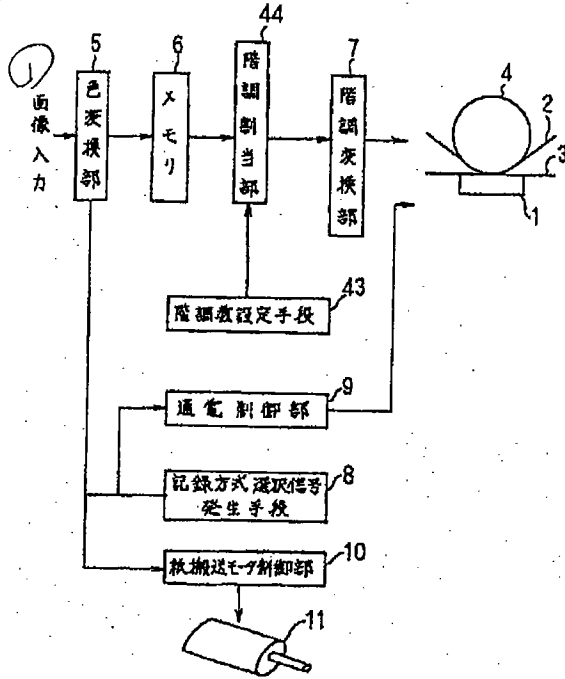 44
5
6
7
4
2
3
1
1
画像入力
色変換部
メモリ
階調割当部
階調変換部
43
階調数設定手段
9
通電制御部
8
記録方式選択信号
発生手段
10
紙搬送モータ制御部
11